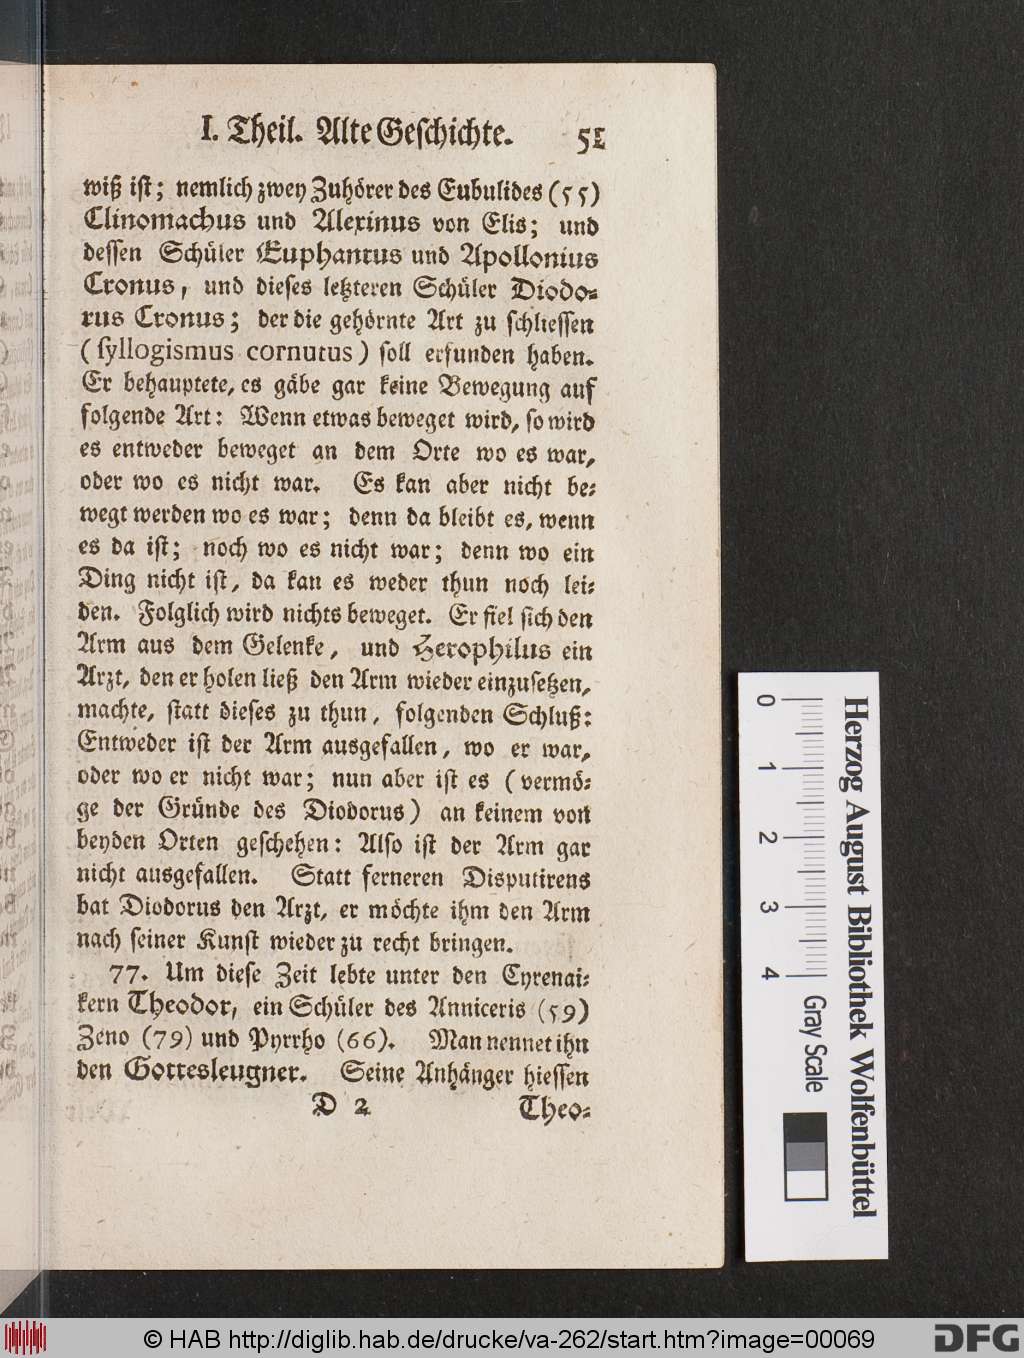 I. Theil. Alte Geschichte. 51
wiß ist; nemlich zwey Zuhörer des Eubulides (55)
Clinomachus und Alexinus von Elis; und
dessen Schüler Euphantus und Apollonius
Cronus, und dieses letzteren Schüler Diodo-
rus Cronus; der die gehörnte Art zu schliessen
(syllogismus cornutus) soll erfunden haben.
Er behauptete, es gäbe gar keine Bewegung auf
folgende Art: Wenn etwas beweget wird, so wird
es entweder beweget an dem Orte wo es war,
oder wo es nicht war. Es kan aber nicht be-
wegt werden wo es war; denn da bleibt es, wenn
es da ist; noch wo es nicht war; denn wo ein
Ding nicht ist, da kan es weder thun noch lei-
den. Folglich wird nichts beweget. Er fiel sich den
Arm aus dem Gelenke, und Herophilus ein
Arzt, den er holen ließ den Arm wieder einzusetzen,
machte, statt dieses zu thun, folgenden Schluß:
Entweder ist der Arm ausgefallen, wo er war,
oder wo er nicht war; nun aber ist es (vermö-
ge der Gründe des Diodorus) an keinem von
beyden Orten geschehen: Also ist der Arm gar
nicht ausgefallen. Statt ferneren Disputirens
bat Diodorus den Arzt, er möchte ihm den Arm
nach seiner Kunst wieder zu recht bringen.
77. Um diese Zeit lebte unter den Cyrenai-
kern Theodor, ein Schüler des Anniceris (59)
Zeno (79) und Pyrrho (66). Man nennet ihn
den Gottesleugner. Seine Anhänger hiessen
D 2 Theo-
0 1 2 3 4 Gray Scale
Herzog August Bibliothek Wolfenbüttel
© HAB http://diglib.hab.de/drucke/va-262/start.htm?image=00069
DFG